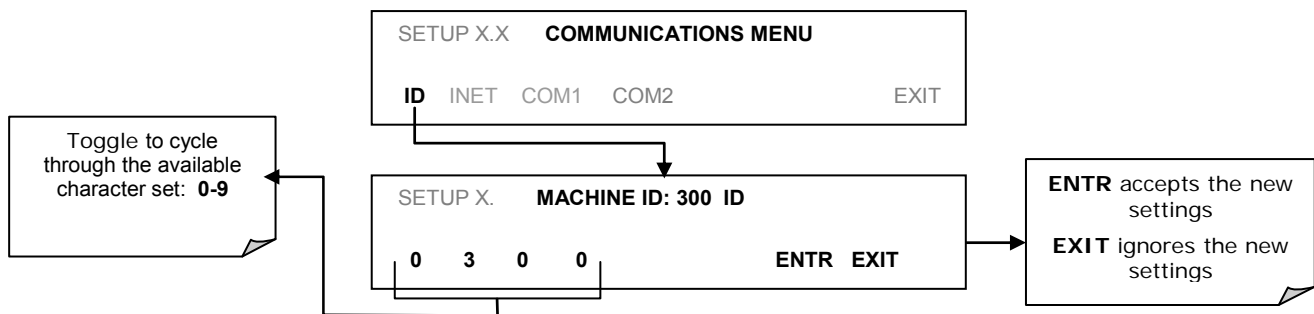 SETUP X.X COMMUNICATIONS MENU
ID INET COM1 COM2 EXIT
Toggle to cycle
through the available
character set: 0-9
SETUP X. MACHINE ID: 300 ID
0 3 0 0 ENTR EXIT
ENTR accepts the new
settings
EXIT ignores the new
settings